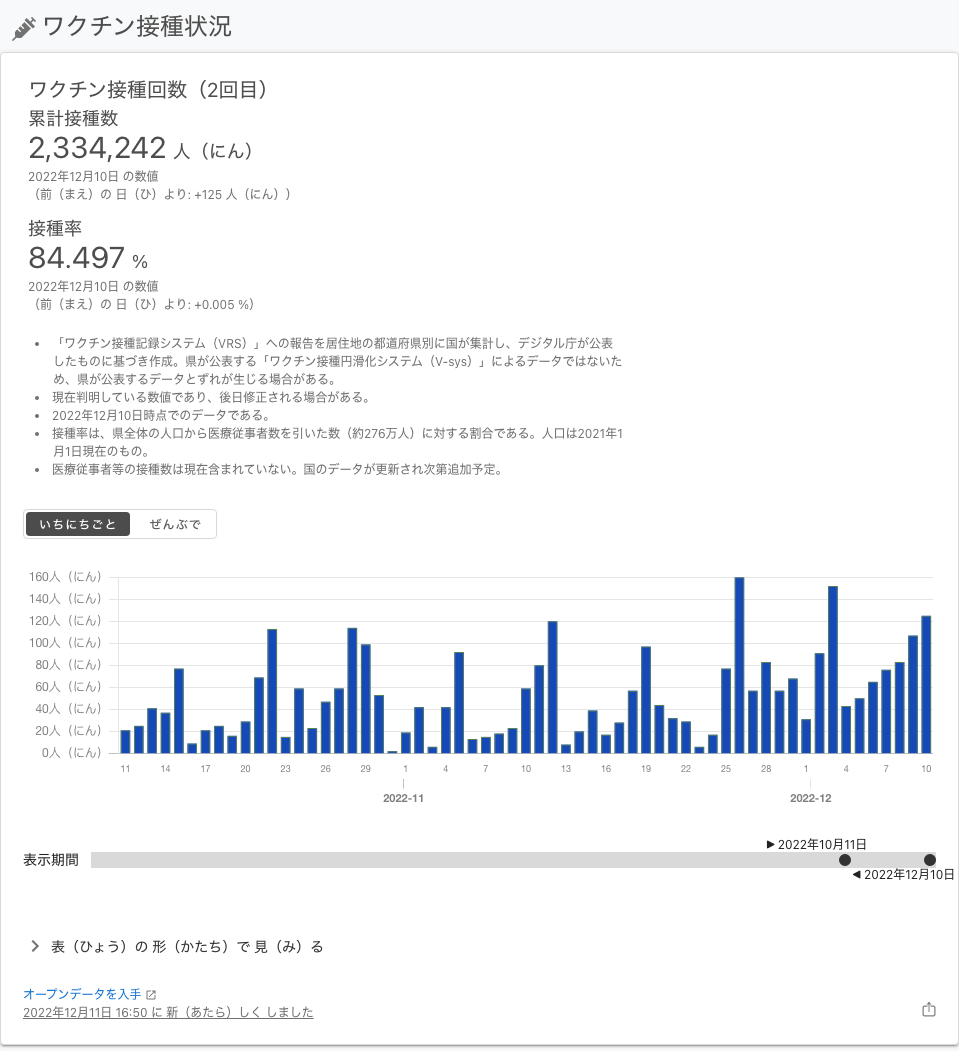 ワクチン接種状況
ワクチン接種回数（2回目）
累計接種数
2,334,242 人（にん）
2022年12月10日 の数値
（前（まえ）の 日（ひ）より: +125 人（にん））
接種率
84.497 %
2022年12月10日 の数値
（前（まえ）の 日（ひ）より: +0.005 %）
• 「ワクチン接種記録システム（VRS）」への報告を居住地の都道府県別に国が集計し、デジタル庁が公表
したものに基づき作成。県が公表する「ワクチン接種円滑化システム（V-sys）」によるデータではないた
め、県が公表するデータとずれが生じる場合がある。
• 現在判明している数値であり、後日修正される場合がある。
• 2022年12月10日時点でのデータである。
• 接種率は、県全体の人口から医療従事者数を引いた数（約276万人）に対する割合である。人口は2021年1
月1日現在のもの。
• 医療従事者等の接種数は現在含まれていない。国のデータが更新され次第追加予定。
いちにちごと ぜんぶで
160人（にん）
140人（にん）
120人（にん）
100人（にん）
80人（にん）
60人（にん）
40人（にん）
20人（にん）
0人（にん）
11 14 17 20 23 26 29 1 4 7 10 13 16 19 22 25 28 1 4 7 10
2022-11 2022-12
▶ 2022年10月11日
表示期間
◀ 2022年12月10日
表（ひょう）の 形（かたち）で 見（み）る
オープンデータを入手
2022年12月11日 16:50 に 新（あたら）しく しました